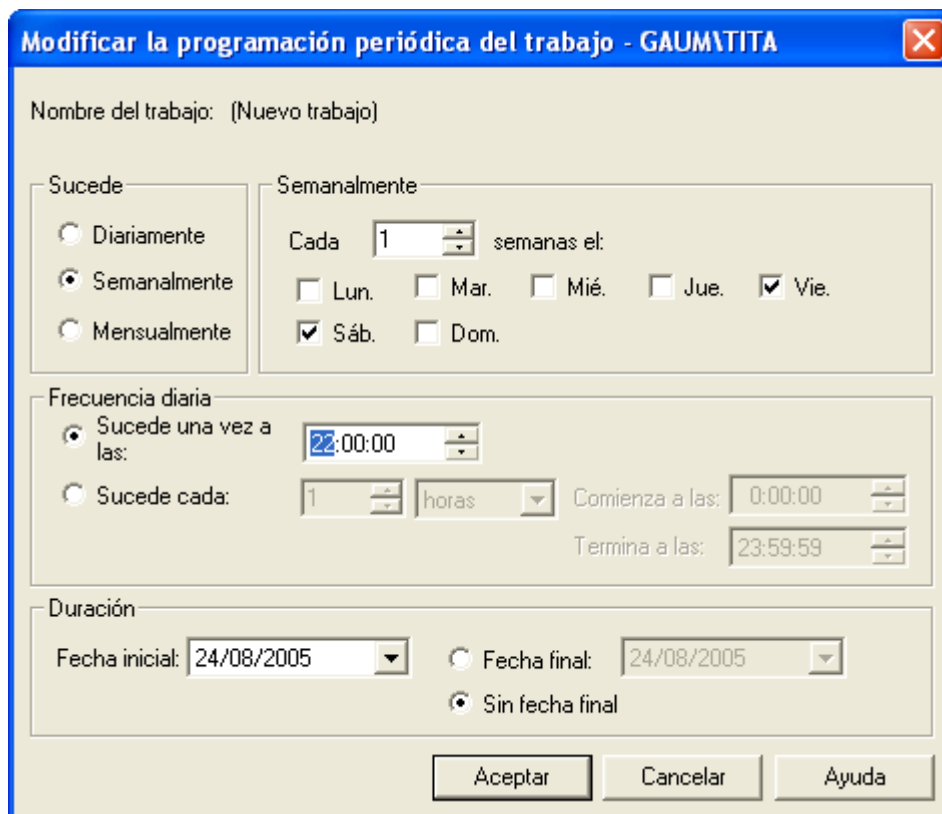 Modificar la programación periódica del trabajo - GAUM\TITA
Nombre del trabajo: (Nuevo trabajo)
Sucede
Diariamente
Semanalmente
Mensualmente
Semanalmente
Cada 1 semanas el:
Lun. Mar. Mié. Jue. Vie.
Sáb. Dom.
Frecuencia diaria
Sucede una vez a
las: 22:00:00
Sucede cada: 1 horas Comienza a las: 0:00:00
Termina a las: 23:59:59
Duración
Fecha inicial: 24/08/2005 Fecha final: 24/08/2005
Sin fecha final
Aceptar Cancelar Ayuda